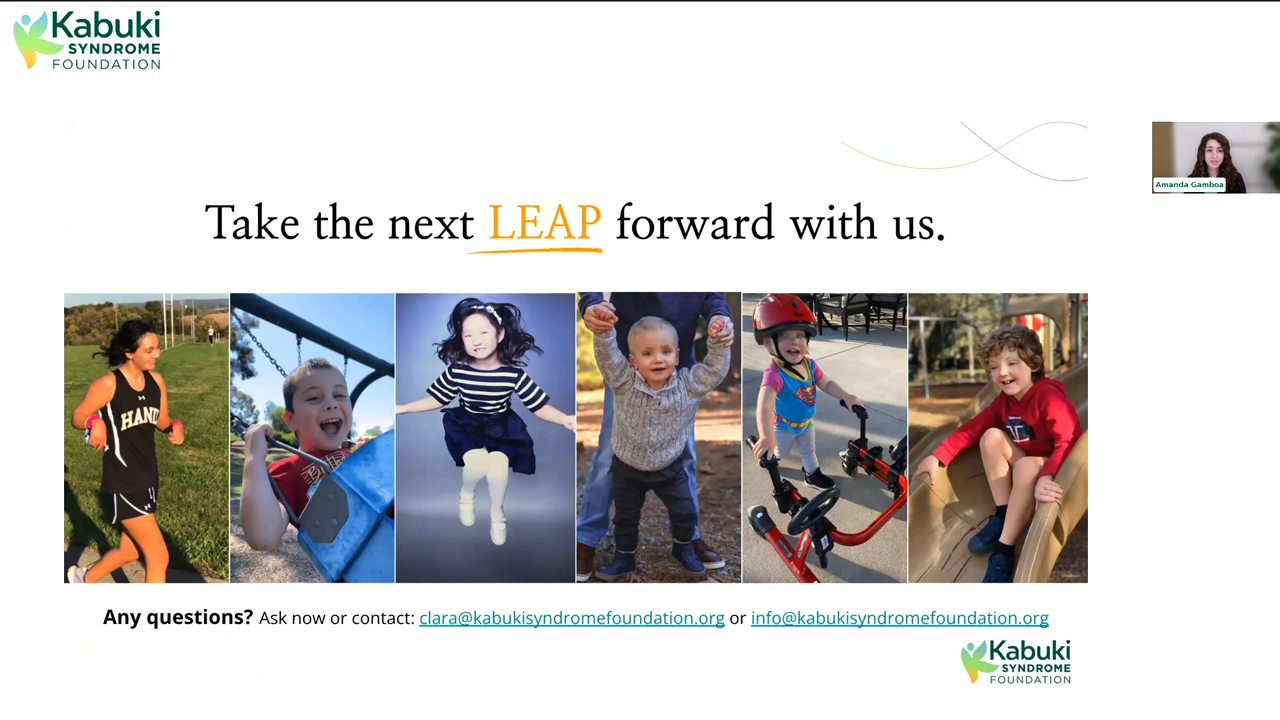 Kabuki
SYNDROME
FOUNDATION
Amanda Gamboa
Take the next LEAP forward with us.
HAND
Any questions? Ask now or contact: clara@kabukisyndromefoundation.org or info@kabukisyndromefoundation.org
Kabuki
SYNDROME
FOUNDATION